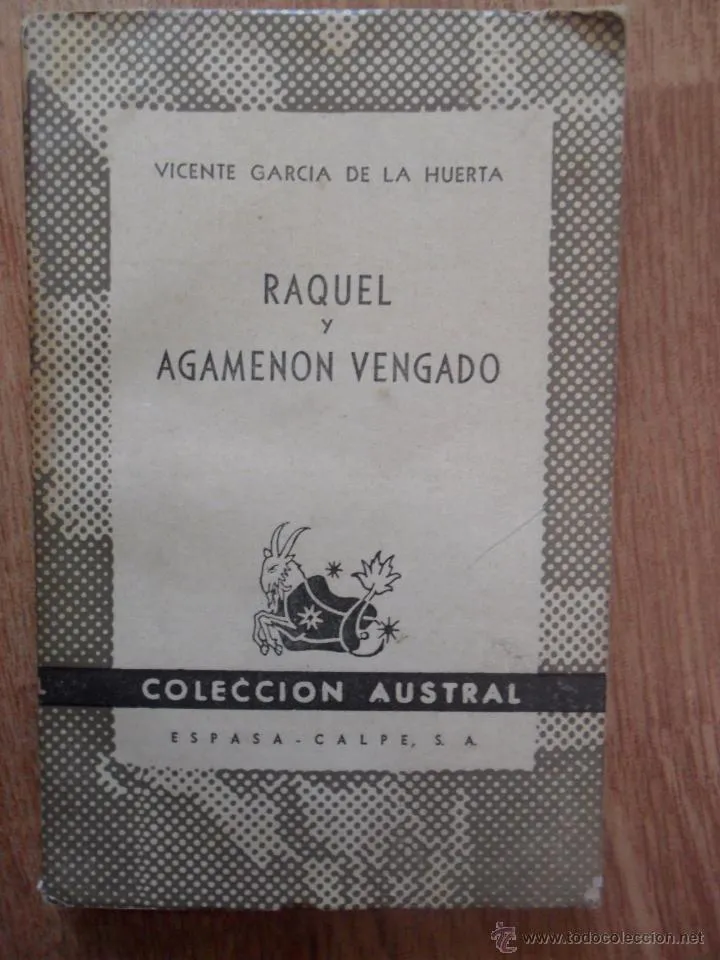 VICENTE GARCIA DE LA HUERTA
RAQUEL
Y
AGAMENON VENGADO
COLECCION AUSTRAL
ESPASA - CALPE, S. A.
© www.todocoleccion.net